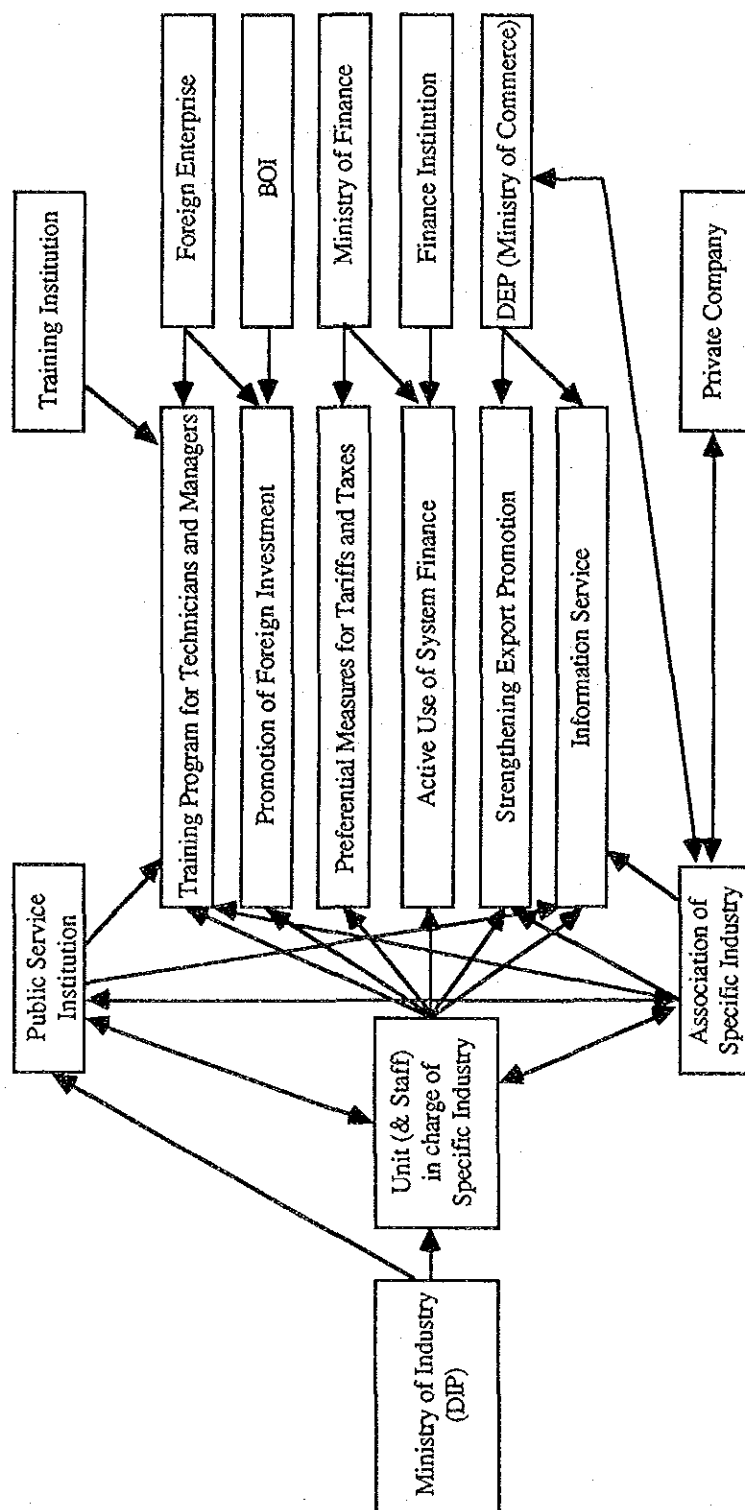 Training Institution
Foreign Enterprise
BOI
Ministry of Finance
Finance Institution
DEP (Ministry of Commerce)
Private Company
Training Program for Technicians and Managers
Promotion of Foreign Investment
Preferential Measures for Tariffs and Taxes
Active Use of System Finance
Strengthening Export Promotion
Information Service
Public Service
Institution
Unit (& Staff)
in charge of
Specific Industry
Association of
Specific Industry
Ministry of Industry
(DIP)